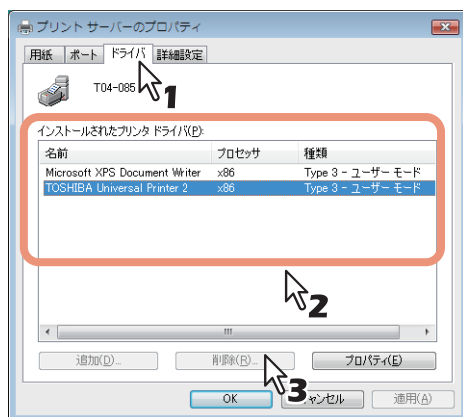 プリント サーバーのプロパティ
用紙 ポート ドライバ 詳細設定
T04-085
1
インストールされたプリンタ ドライバ(P):
名前 プロセッサ 種類
Microsoft XPS Document Writer x86 Type 3 - ユーザー モード
TOSHIBA Universal Printer 2 x86 Type 3 - ユーザー モード
2
追加(D)... 削除(R)... プロパティ(E)
3
OK キャンセル 適用(A)